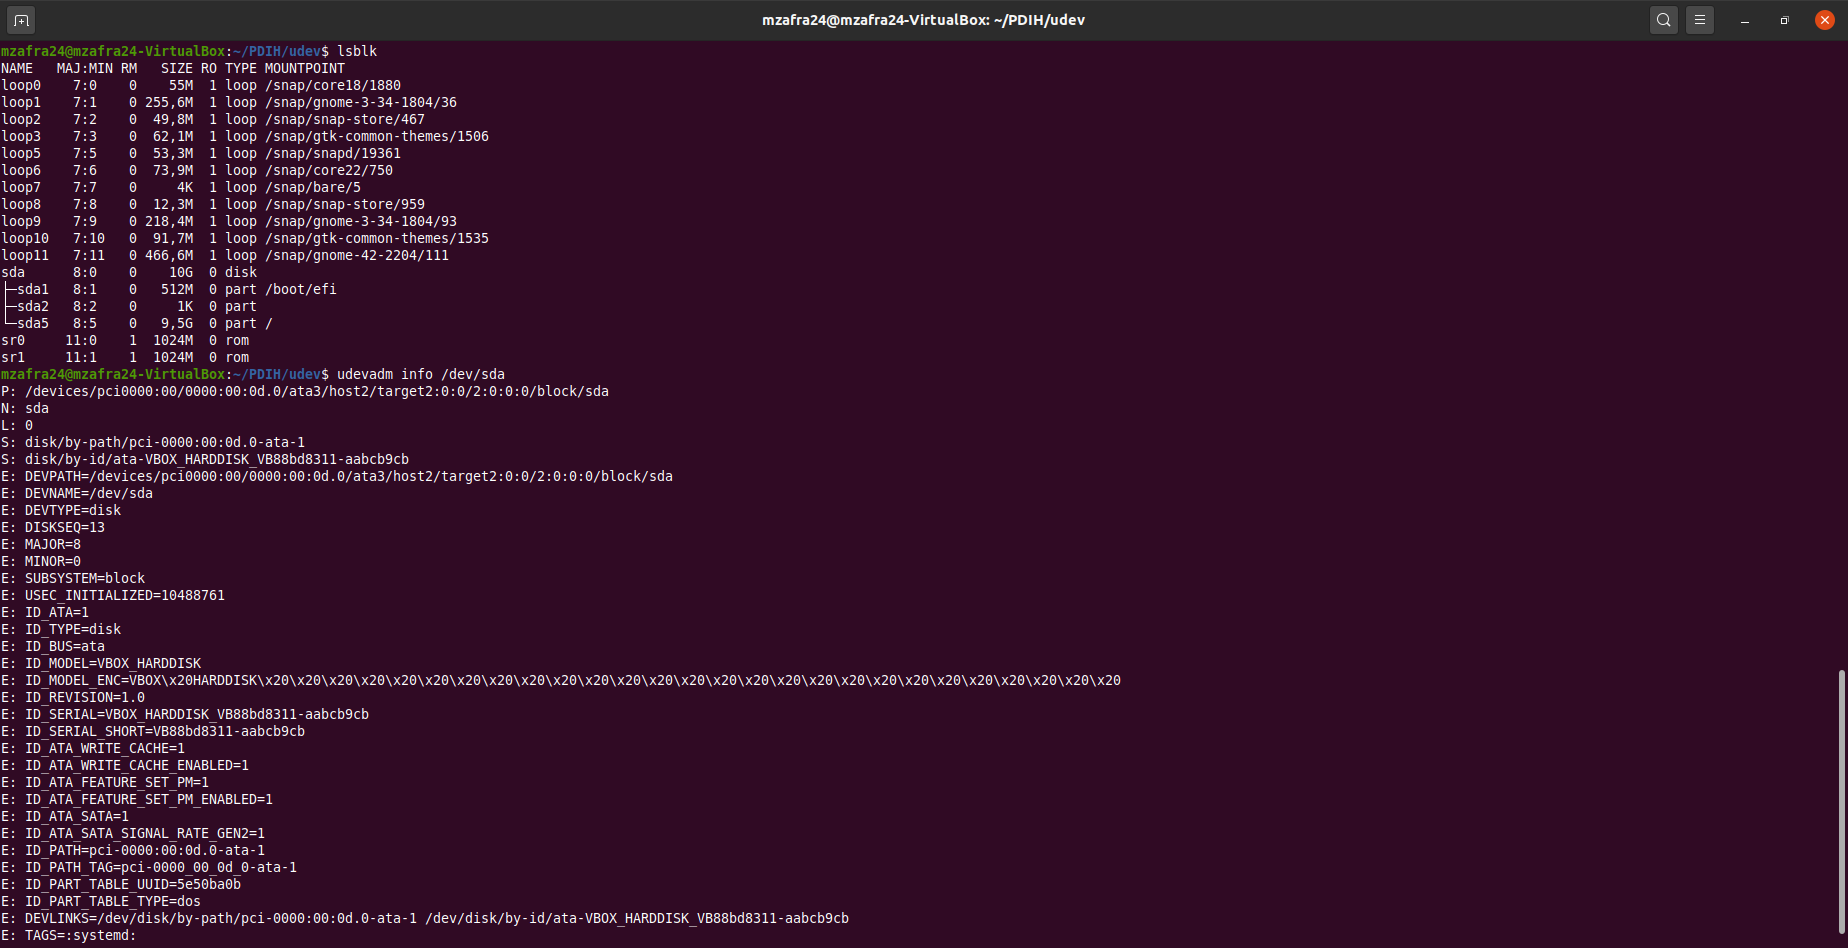 mzafra24@mzafra24-VirtualBox: ~/PDIH/udev
mzafra24@mzafra24-VirtualBox:~/PDIH/udev$ lsblk
NAME   MAJ:MIN RM   SIZE RO TYPE MOUNTPOINT
loop0    7:0    0    55M  1 loop /snap/core18/1880
loop1    7:1    0 255,6M  1 loop /snap/gnome-3-34-1804/36
loop2    7:2    0  49,8M  1 loop /snap/snap-store/467
loop3    7:3    0  62,1M  1 loop /snap/gtk-common-themes/1506
loop5    7:5    0  53,3M  1 loop /snap/snapd/19361
loop6    7:6    0  73,9M  1 loop /snap/core22/750
loop7    7:7    0     4K  1 loop /snap/bare/5
loop8    7:8    0  12,3M  1 loop /snap/snap-store/959
loop9    7:9    0 218,4M  1 loop /snap/gnome-3-34-1804/93
loop10   7:10   0  91,7M  1 loop /snap/gtk-common-themes/1535
loop11   7:11   0 466,6M  1 loop /snap/gnome-42-2204/111
sda      8:0    0    10G  0 disk
├─sda1   8:1    0   512M  0 part /boot/efi
├─sda2   8:2    0     1K  0 part
└─sda5   8:5    0   9,5G  0 part /
sr0     11:0    1  1024M  0 rom
sr1     11:1    1  1024M  0 rom
mzafra24@mzafra24-VirtualBox:~/PDIH/udev$ udevadm info /dev/sda
P: /devices/pci0000:00/0000:00:0d.0/ata3/host2/target2:0:0/2:0:0:0/block/sda
N: sda
L: 0
S: disk/by-path/pci-0000:00:0d.0-ata-1
S: disk/by-id/ata-VBOX_HARDDISK_VB88bd8311-aabcb9cb
E: DEVPATH=/devices/pci0000:00/0000:00:0d.0/ata3/host2/target2:0:0/2:0:0:0/block/sda
E: DEVNAME=/dev/sda
E: DEVTYPE=disk
E: DISKSEQ=13
E: MAJOR=8
E: MINOR=0
E: SUBSYSTEM=block
E: USEC_INITIALIZED=10488761
E: ID_ATA=1
E: ID_TYPE=disk
E: ID_BUS=ata
E: ID_MODEL=VBOX_HARDDISK
E: ID_MODEL_ENC=VBOX\x20HARDDISK\x20\x20\x20\x20\x20\x20\x20\x20\x20\x20\x20\x20\x20\x20\x20\x20\x20\x20\x20\x20\x20\x20\x20\x20\x20\x20\x20
E: ID_REVISION=1.0
E: ID_SERIAL=VBOX_HARDDISK_VB88bd8311-aabcb9cb
E: ID_SERIAL_SHORT=VB88bd8311-aabcb9cb
E: ID_ATA_WRITE_CACHE=1
E: ID_ATA_WRITE_CACHE_ENABLED=1
E: ID_ATA_FEATURE_SET_PM=1
E: ID_ATA_FEATURE_SET_PM_ENABLED=1
E: ID_ATA_SATA=1
E: ID_ATA_SATA_SIGNAL_RATE_GEN2=1
E: ID_PATH=pci-0000:00:0d.0-ata-1
E: ID_PATH_TAG=pci-0000_00_0d_0-ata-1
E: ID_PART_TABLE_UUID=5e50ba0b
E: ID_PART_TABLE_TYPE=dos
E: DEVLINKS=/dev/disk/by-path/pci-0000:00:0d.0-ata-1 /dev/disk/by-id/ata-VBOX_HARDDISK_VB88bd8311-aabcb9cb
E: TAGS=:systemd: